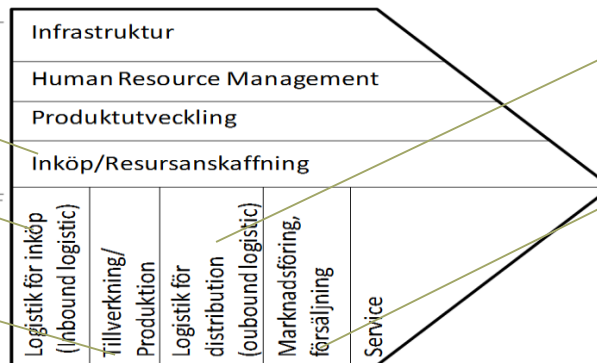 Infrastruktur
Human Resource Management
Produktutveckling
Inköp/Resursanskaffning
Logistik för inköp
(Inbound logistic)
Tillverkning/
Produktion
Logistik för
distribution
(oubound logistic)
Marknadsföring,
försäljning
Service